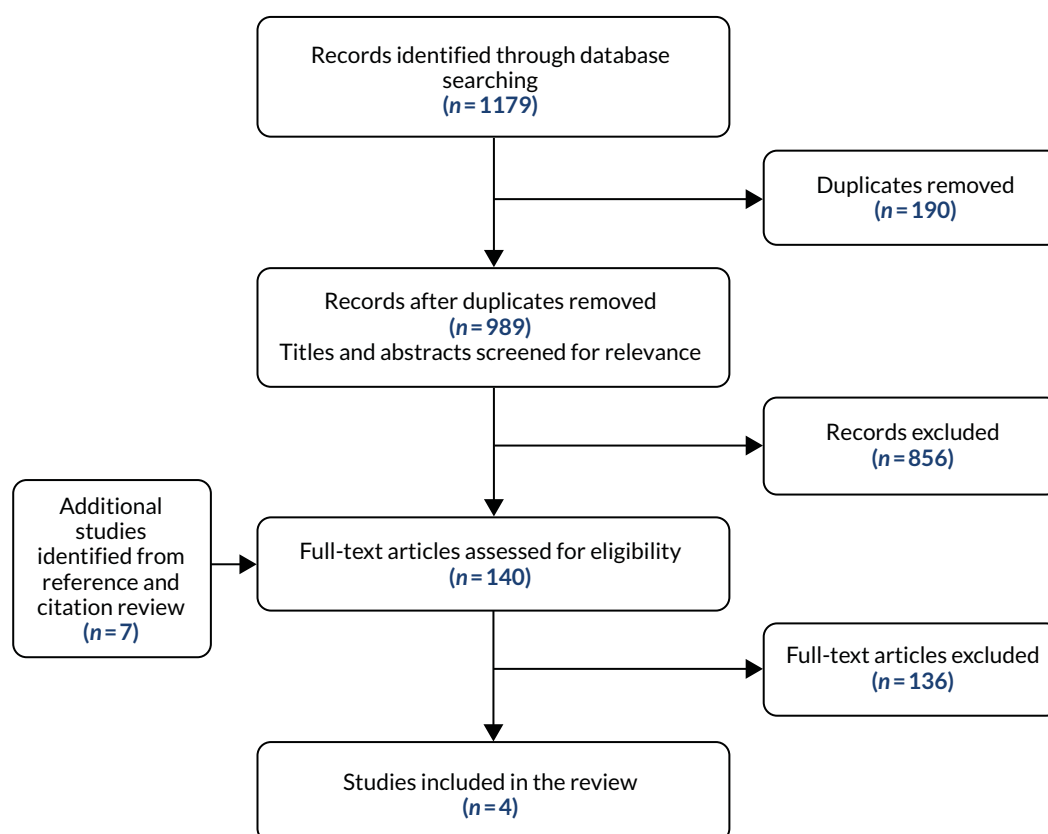 Records identified through database
searching
(n = 1179)
Duplicates removed
(n = 190)
Records after duplicates removed
(n = 989)
Titles and abstracts screened for relevance
Records excluded
(n = 856)
Additional
studies
identified from
reference and
citation review
(n = 7)
Full-text articles assessed for eligibility
(n = 140)
Full-text articles excluded
(n = 136)
Studies included in the review
(n = 4)